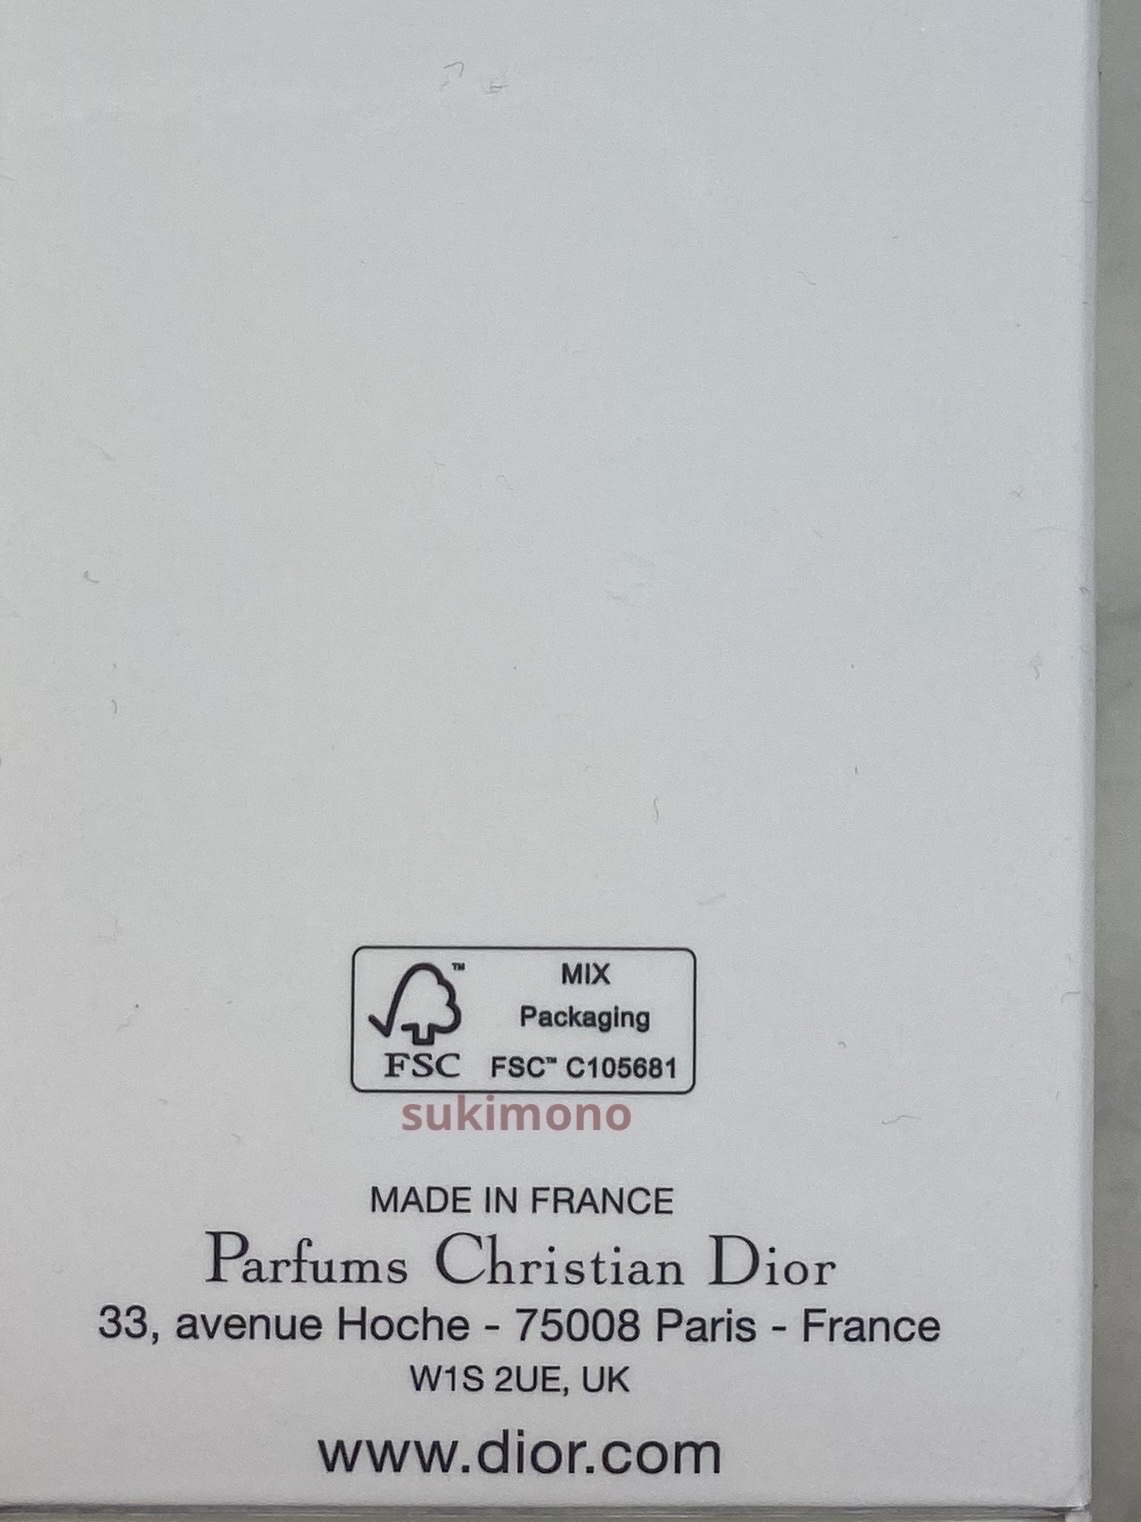 MIX
Packaging
FSC
FSC™ C105681
sukimono
MADE IN FRANCE
Parfums Christian Dior
33, avenue Hoche - 75008 Paris - France
W1S 2UE, UK
www.dior.com